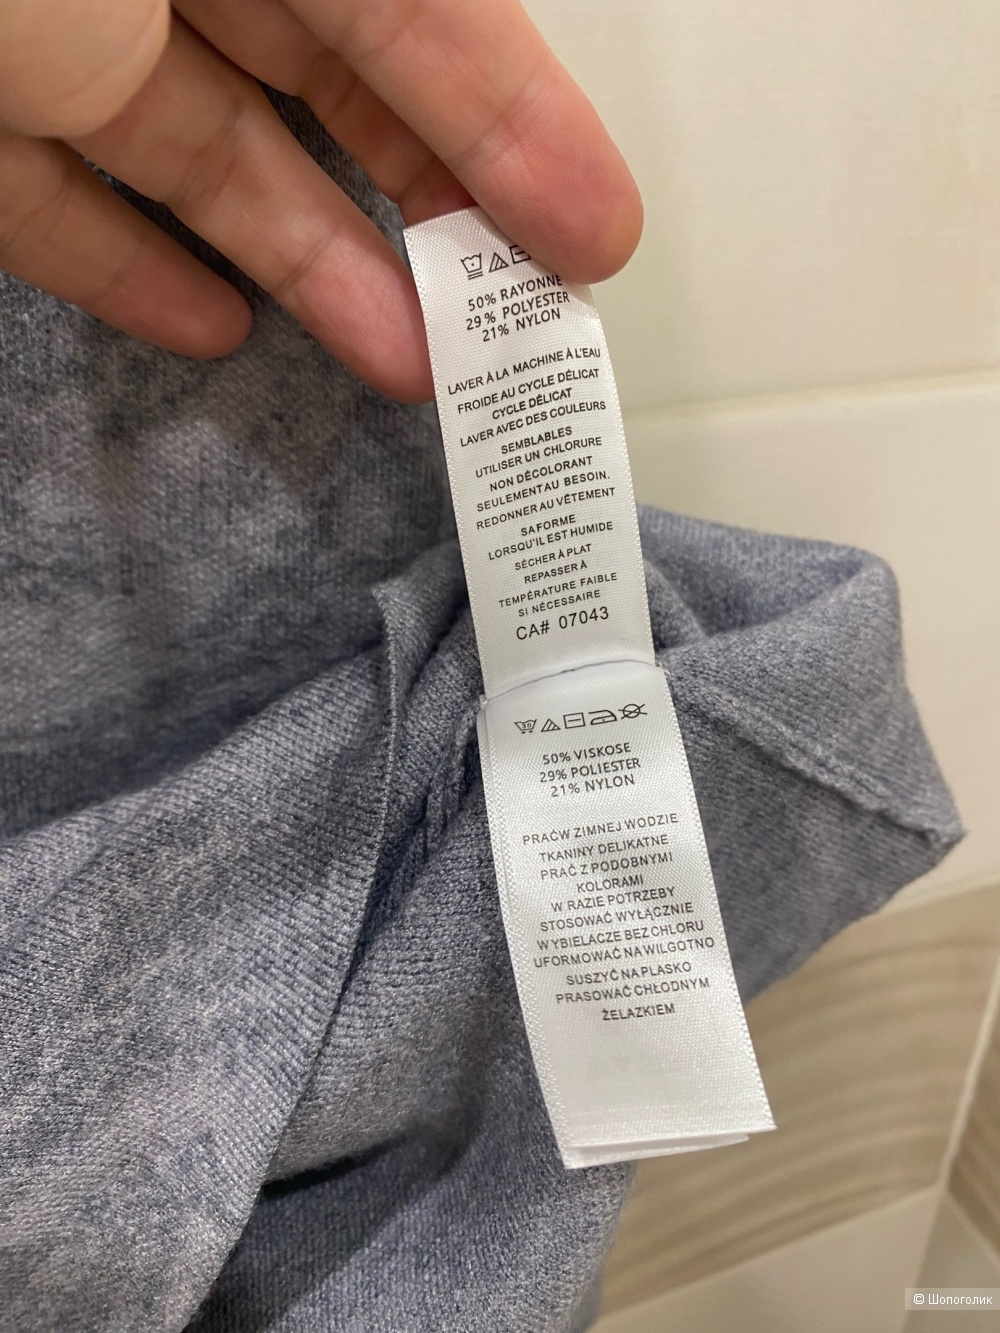 50% RAYONNE
29% POLYESTER
21% NYLON
LAVER À LA MACHINE À L'EAU
FROIDE AU CYCLE DÉLICAT
CYCLE DÉLICAT
LAVER AVEC DES COULEURS
SEMBLABLES
UTILISER UN CHLORURE
NON DÉCOLORANT
SEULEMENT AU BESOIN.
REDONNER AU VÊTEMENT
SA FORME
LORSQU'IL EST HUMIDE
SÉCHER À PLAT
REPASSER À
TEMPÉRATURE FAIBLE
SI NÉCESSAIRE
CA# 07043
30
50% VISKOSE
29% POLIESTER
21% NYLON
PRAĆW ZIMNEJ WODZIE
TKANINY DELIKATNE
PRAĆ Z PODOBNYMI
KOLORAMI
W RAZIE POTRZEBY
STOSOWAĆ WYŁĄCZNIE
WYBIELACZE BEZ CHLORU
UFORMOWAĆ NA WILGOTNO
SUSZYĆ NA PLASKO
PRASOWAĆ CHŁODNYM
ŻELAZKIEM
© Шопоголик